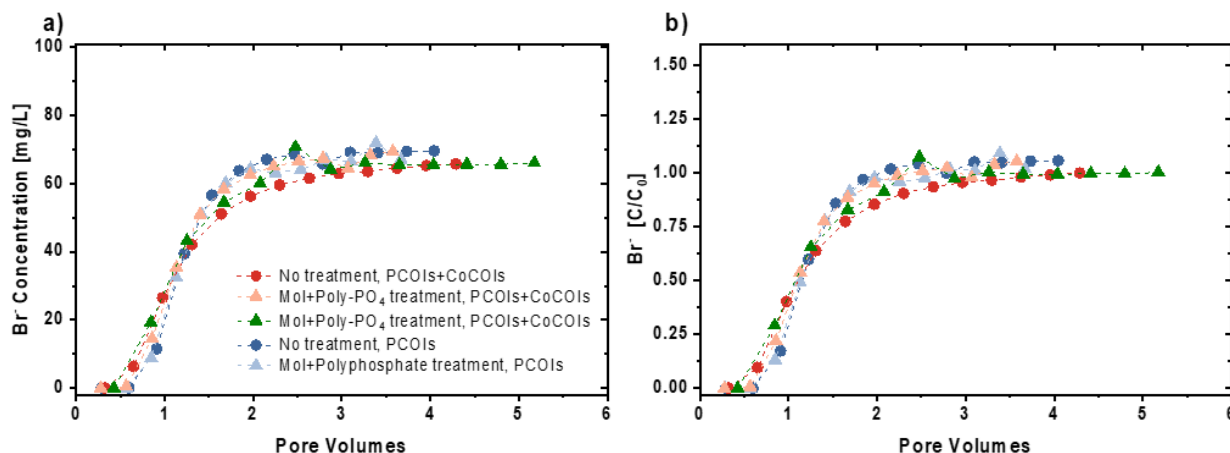 a)
Br⁻ Concentration [mg/L]
100
80
60
40
20
0
No treatment, PCOIs+CoCOIs
Mol+Poly-PO₄ treatment, PCOIs+CoCOIs
Mol+Poly-PO₄ treatment, PCOIs+CoCOIs
No treatment, PCOIs
Mol+Polyphosphate treatment, PCOIs
0 1 2 3 4 5 6
Pore Volumes
b)
Br⁻ [C/C₀]
1.50
1.25
1.00
0.75
0.50
0.25
0.00
0 1 2 3 4 5 6
Pore Volumes